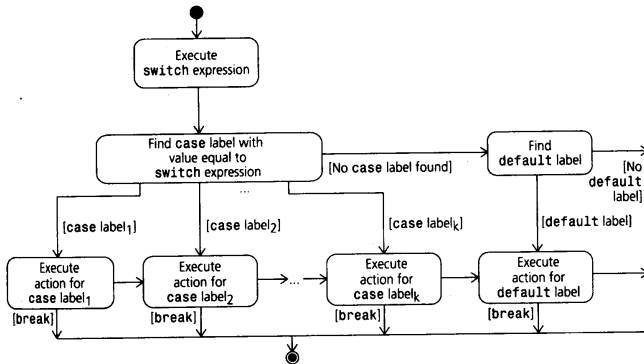 Execute
switch expression
Find case label with
value equal to
switch expression
[No case label found]
Find
default label
[No
default
label]
...
[case label1]
[case label2]
[case labelk]
[default label]
Execute
action for
case label1
Execute
action for
case label2
...
Execute
action for
case labelk
Execute
action for
default label
[break]
[break]
[break]
[break]